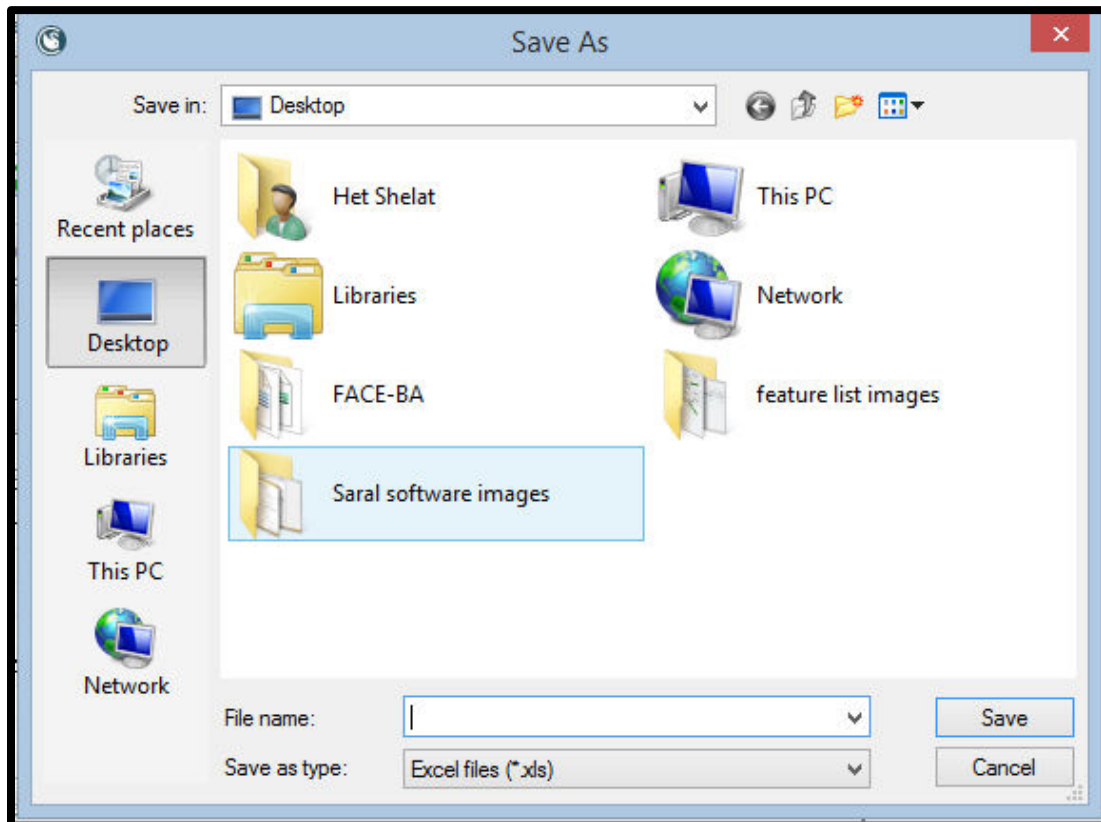 Save As
Save in: Desktop
Recent places
Desktop
Libraries
This PC
Network
Het Shelat
This PC
Libraries
Network
FACE-BA
feature list images
Saral software images
File name:
Save
Save as type: Excel files (*.xls)
Cancel